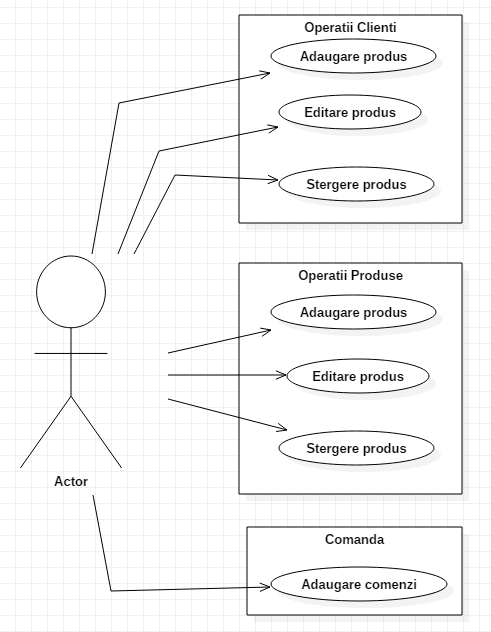 Operatii Clienti
Adaugare produs
Editare produs
Stergere produs
Operatii Produse
Adaugare produs
Editare produs
Stergere produs
Actor
Comanda
Adaugare comenzi